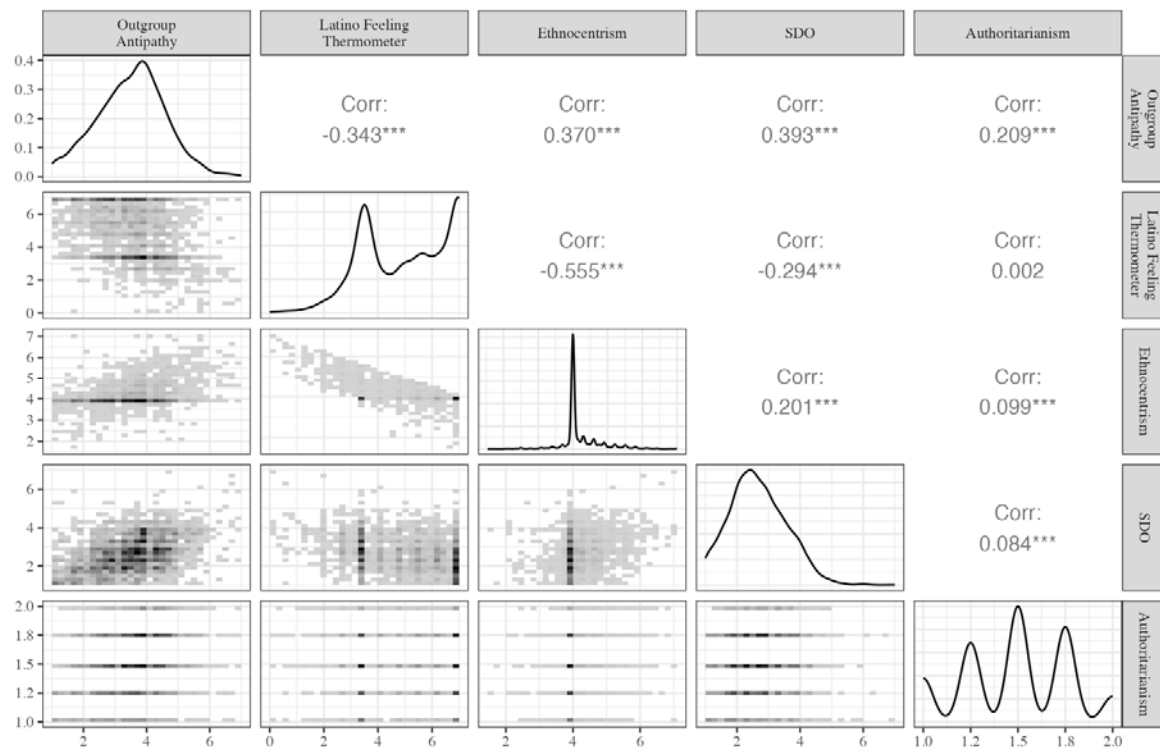 Outgroup
Antipathy
Latino Feeling
Thermometer
Ethnocentrism
SDO
Authoritarianism
0.4
0.3
0.2
0.1
0.0
Corr:
-0.343***
Corr:
0.370***
Corr:
0.393***
Corr:
0.209***
Outgroup
Antipathy
6
4
2
0
Corr:
-0.555***
Corr:
-0.294***
Corr:
0.002
Latino Feeling
Thermometer
7
6
5
4
3
2
Corr:
0.201***
Corr:
0.099***
Ethnocentrism
6
4
2
Corr:
0.084***
SDO
2.0
1.8
1.5
1.2
1.0
Authoritarianism
2 4 6
0 2 4 6
2 3 4 5 6 7
2 4 6
1.0 1.2 1.5 1.8 2.0